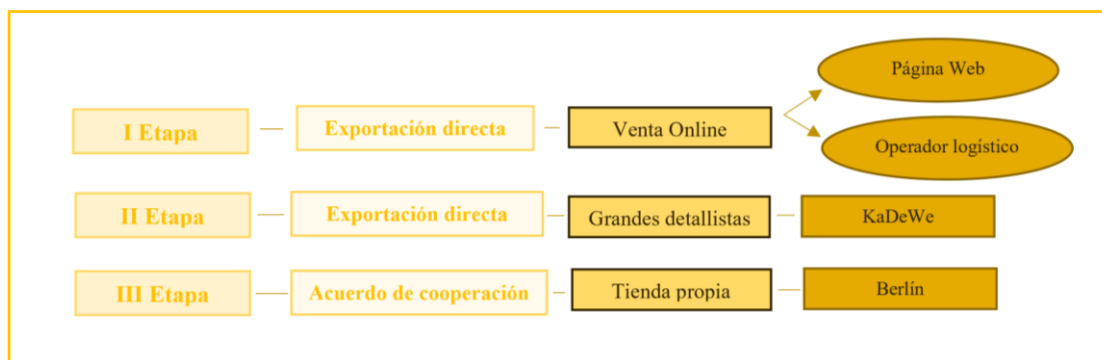 Página Web
I Etapa
Exportación directa
Venta Online
Operador logístico
II Etapa
Exportación directa
Grandes detallistas
KaDeWe
III Etapa
Acuerdo de cooperación
Tienda propia
Berlín